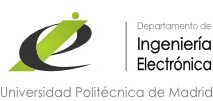 Departamento de
Ingeniería
Electrónica
Universidad Politécnica de Madrid